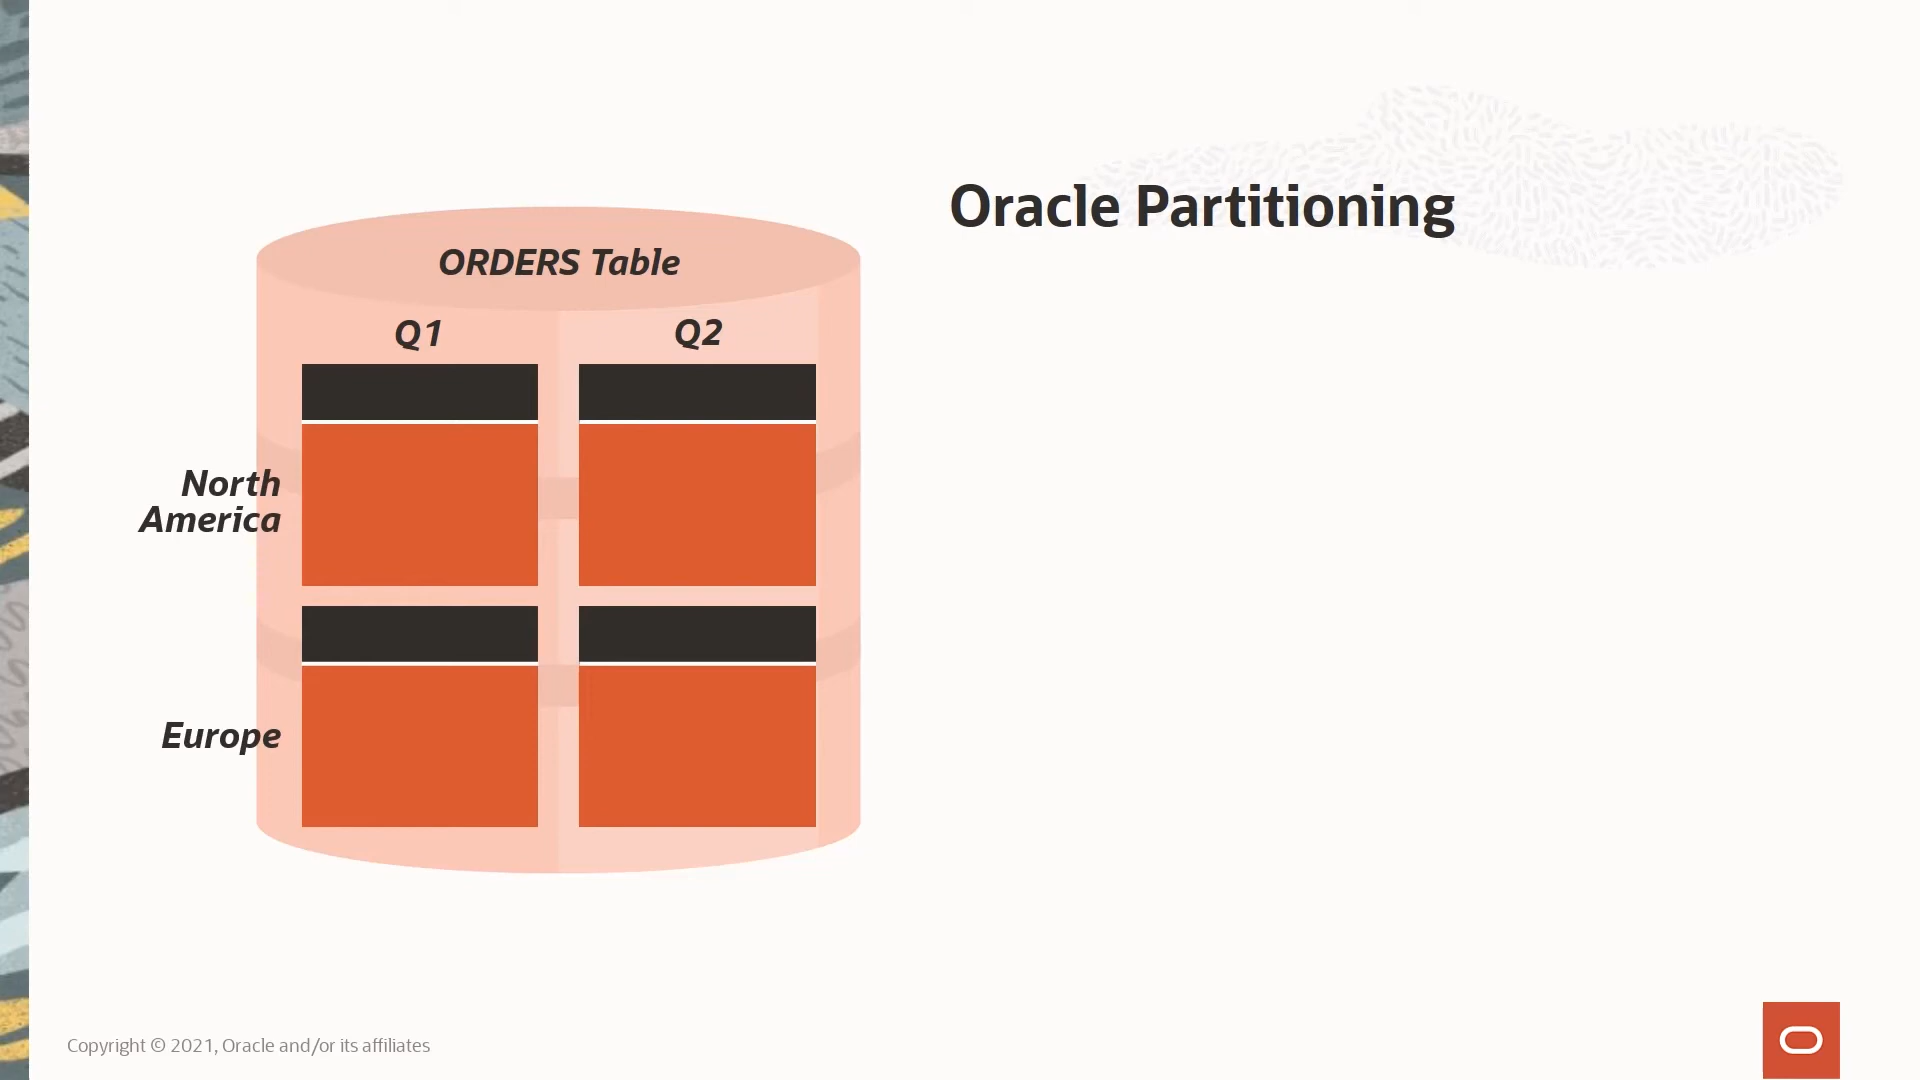 Oracle Partitioning
ORDERS Table
Q1
Q2
North
America
Europe
Copyright © 2021, Oracle and/or its affiliates